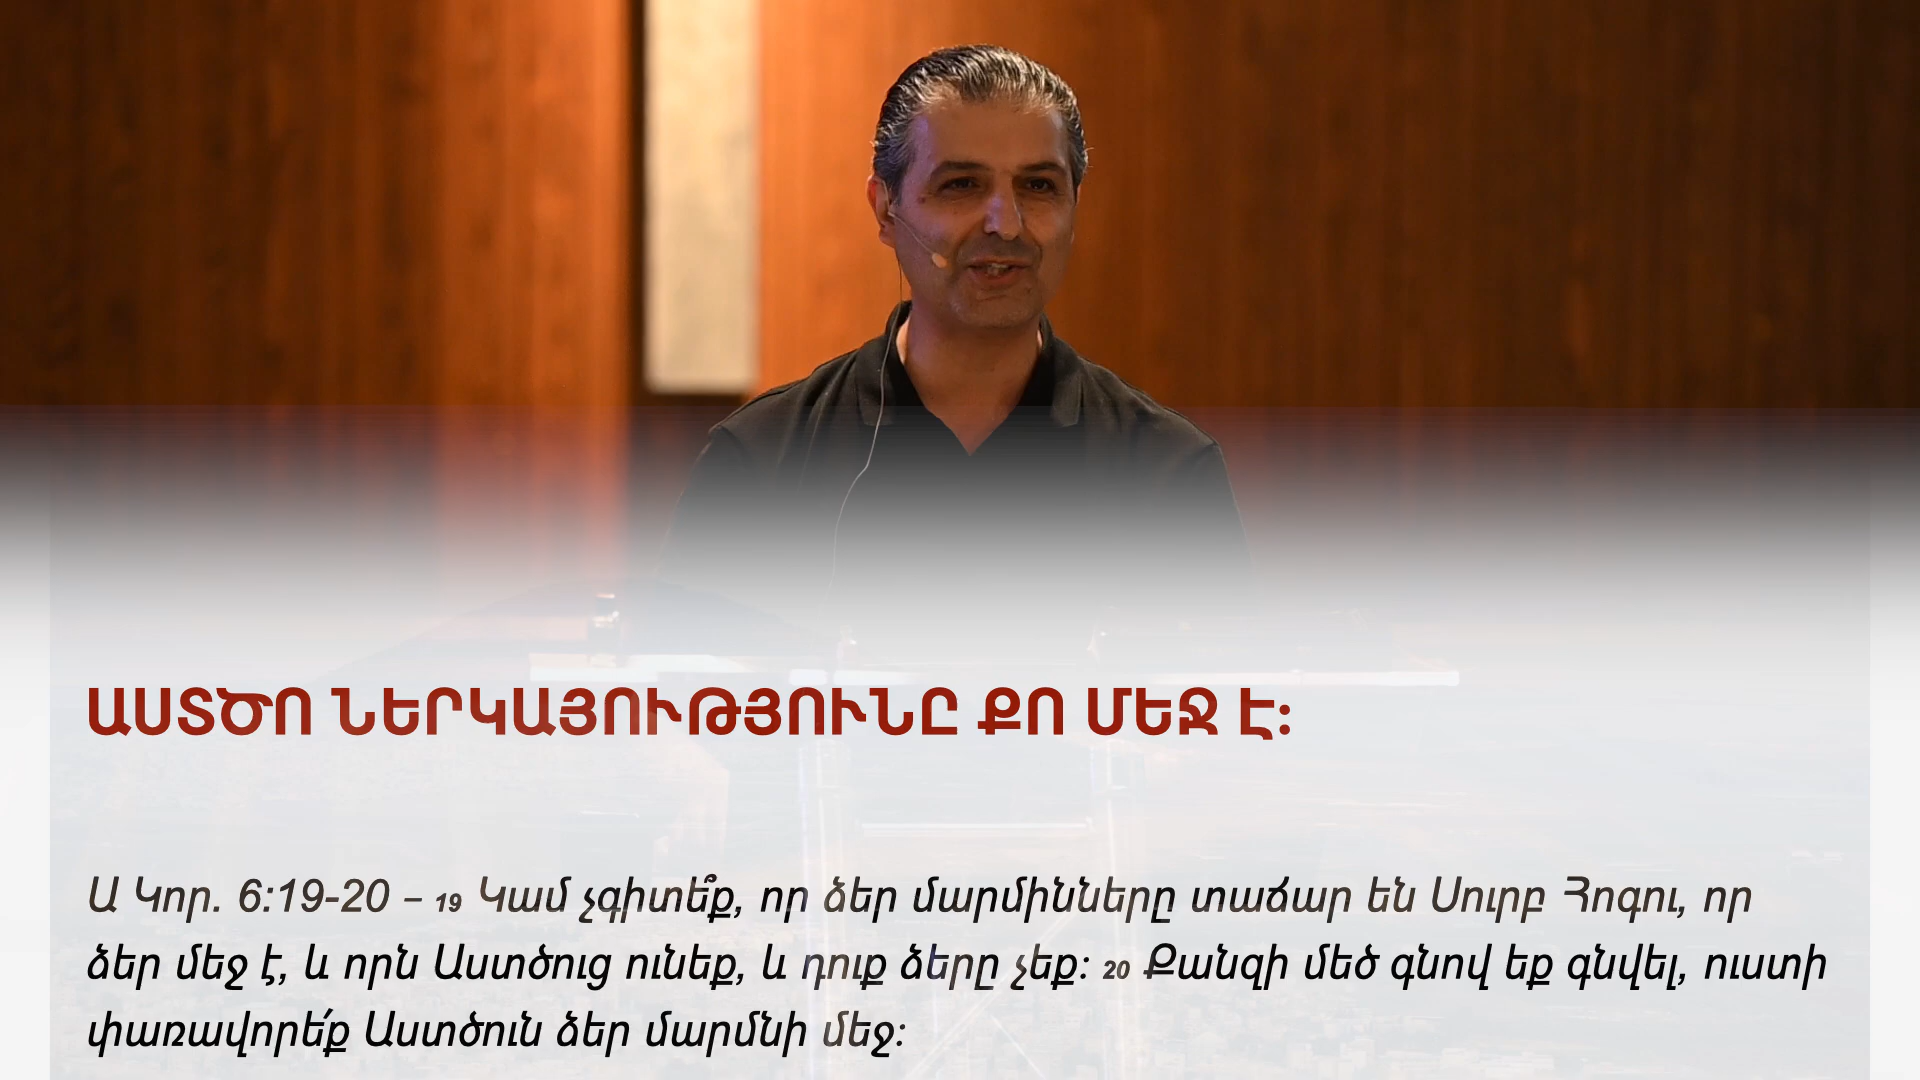 ԱՍՏԾՈ ՆԵՐԿԱՅՈՒԹՅՈՒՆԸ ՔՈ ՄԵՋ Է:
Ա Կոր. 6:19-20 – 19 Կամ չգիտե՞ք, որ ձեր մարմինները տաճար են Սուրբ Հոգու, որ
ձեր մեջ է, և որն Աստծուց ունեք, և դուք ձերը չեք: 20 Քանզի մեծ գնով եք գնվել, ուստի
փառավորե՛ք Աստծուն ձեր մարմնի մեջ: